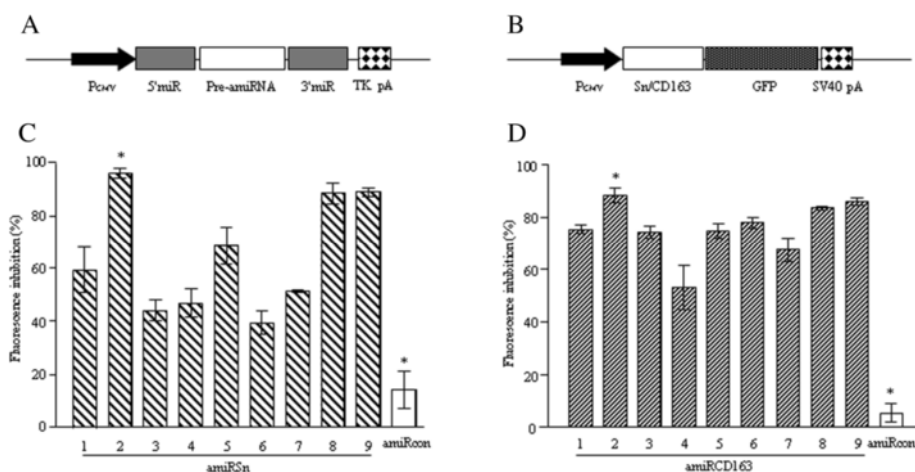 A
B
PCMV 5'miR Pre-amiRNA 3'miR TK pA
PCMV Sn/CD163 GFP SV40 pA
C
D
Fluorescence inhibition(%)
100
80
60
40
20
0
*
*
1 2 3 4 5 6 7 8 9 amiRcon
amiRSn
Fluorescence inhibition(%)
100
80
60
40
20
0
*
*
1 2 3 4 5 6 7 8 9 amiRcon
amiRCD163